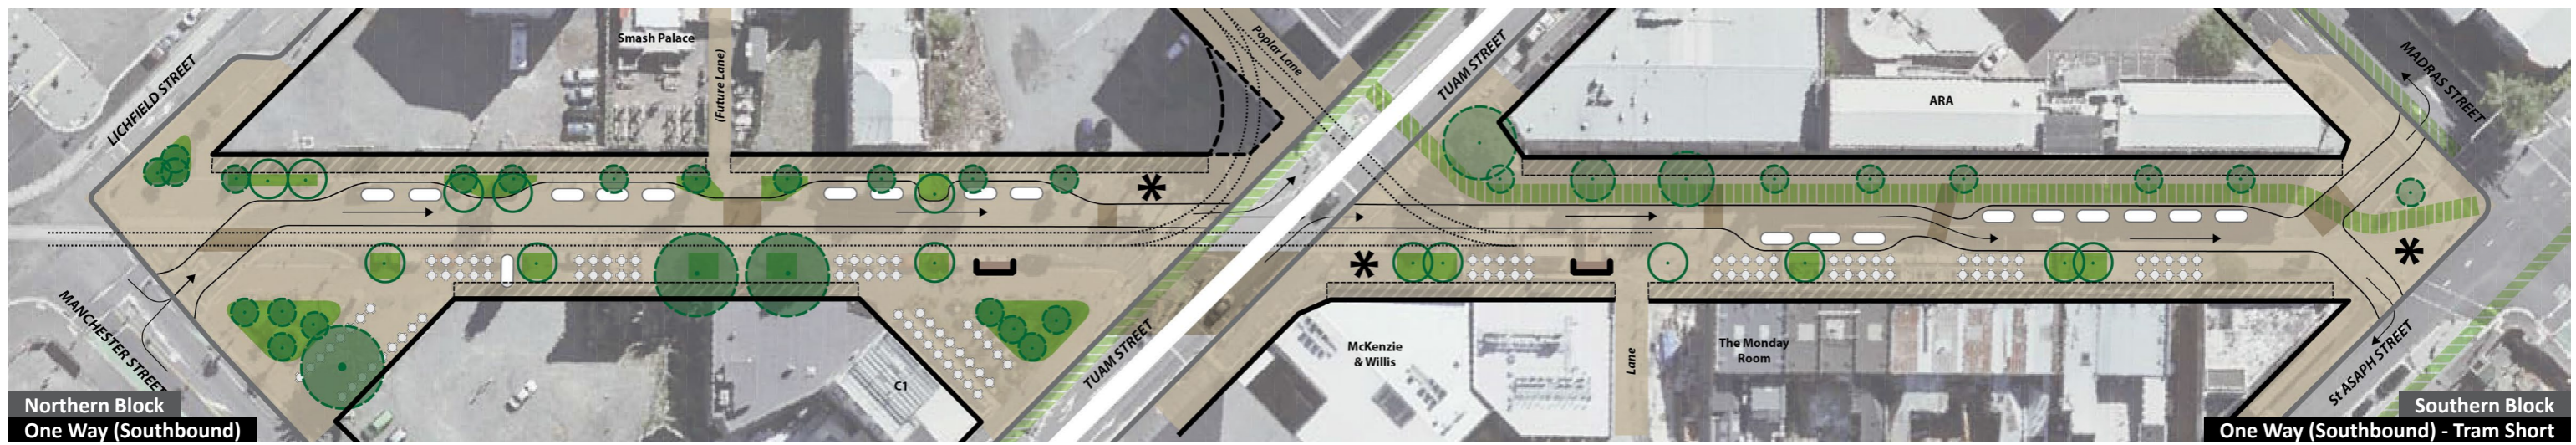 Smash Palace
(Future Lane)
Poplar Lane
LICHFIELD STREET
TUAM STREET
ARA
MADRAS STREET
*
MANCHESTER STREET
C1
TUAM STREET
*
McKenzie
& Willis
Lane
The Monday
Room
*
St ASAPH STREET
Northern Block
One Way (Southbound)
Southern Block
One Way (Southbound) - Tram Short